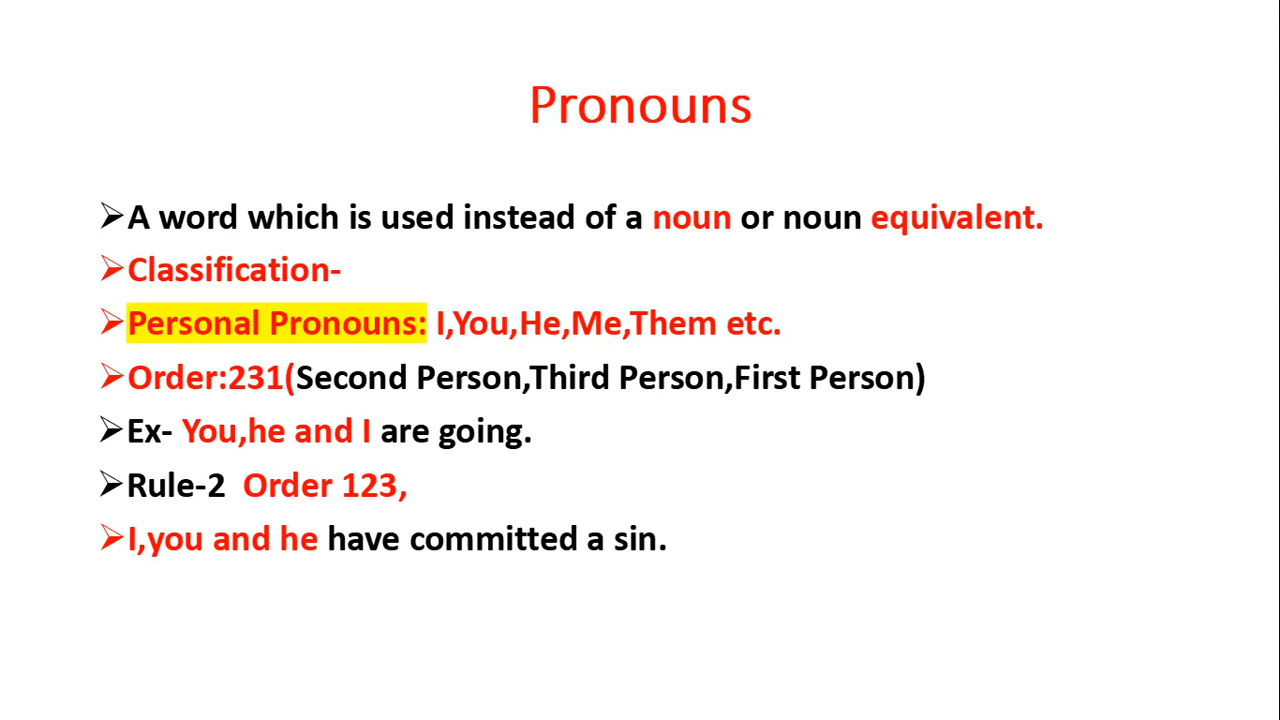 Pronouns
➢A word which is used instead of a noun or noun equivalent.
➢Classification-
➢Personal Pronouns: I,You,He,Me,Them etc.
➢Order:231(Second Person,Third Person,First Person)
➢Ex- You,he and I are going.
➢Rule-2 Order 123,
➢I,you and he have committed a sin.